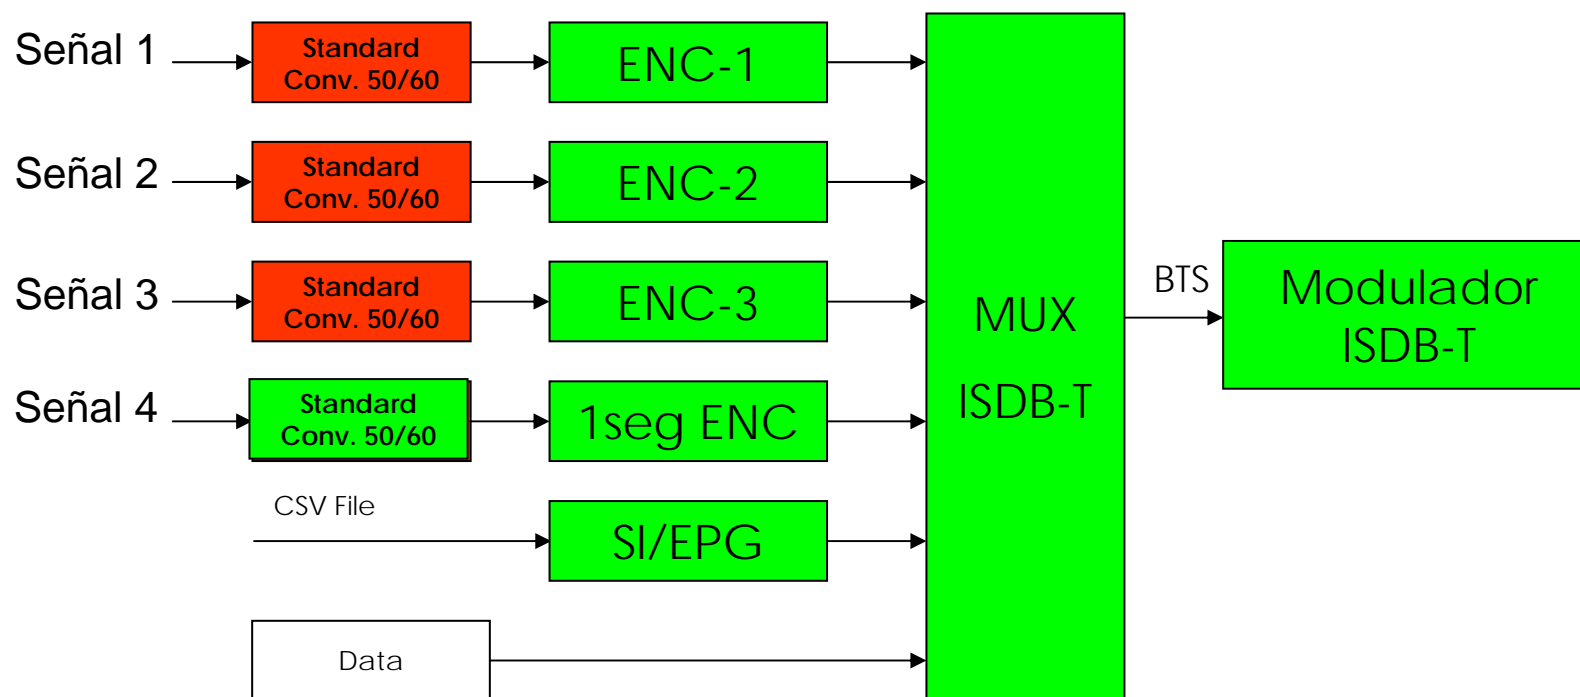 Señal 1
Standard
Conv. 50/60
ENC-1
Señal 2
Standard
Conv. 50/60
ENC-2
Señal 3
Standard
Conv. 50/60
ENC-3
Señal 4
Standard
Conv. 50/60
1seg ENC
CSV File
SI/EPG
Data
MUX
ISDB-T
BTS
Modulador
ISDB-T